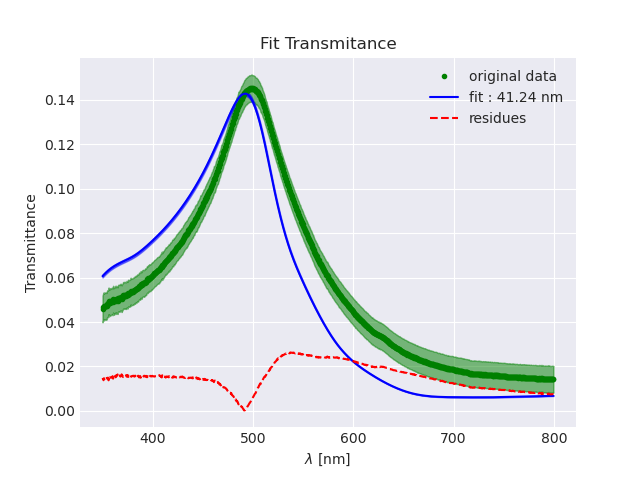 Fit Transmitance
original data
fit : 41.24 nm
residues
Transmittance
0.14
0.12
0.10
0.08
0.06
0.04
0.02
0.00
400 500 600 700 800
λ [nm]